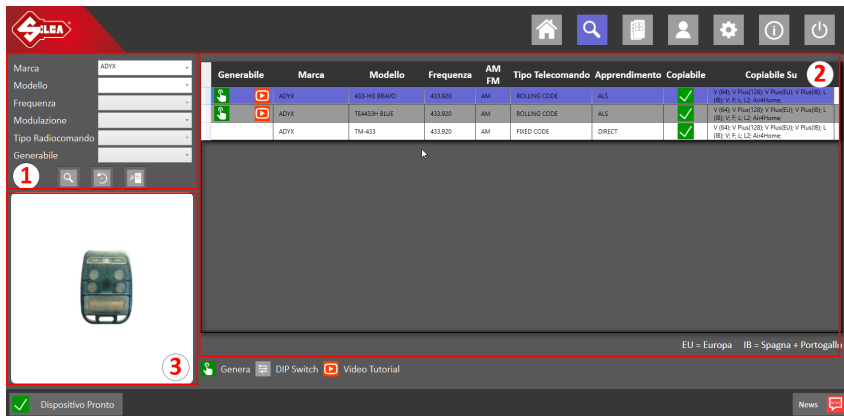 SILCA
Marca ADYX
Modello
Frequenza
Modulazione
Tipo Radiocomando
Generabile
1
Generabile Marca Modello Frequenza AM FM Tipo Telecomando Apprendimento Copiabile Copiabile Su 2
ADYX 433-HG BRAVO 433.920 AM ROLLING CODE ALS V (64); V Plus(128); V Plus(EU); V Plus(IB); L
(IB); V; F; L; L2; Air4Home;
ADYX TE4433H BLUE 433.920 AM ROLLING CODE ALS V (64); V Plus(128); V Plus(EU); V Plus(IB); L
(IB); V; F; L; L2; Air4Home;
ADYX TM-433 433.920 AM FIXED CODE DIRECT V (64); V Plus(128); V Plus(EU); V Plus(IB); L
(IB); V; F; L; L2; Air4Home;
EU = Europa IB = Spagna + Portogallo
3
Genera DIP Switch Video Tutorial
Dispositivo Pronto
News